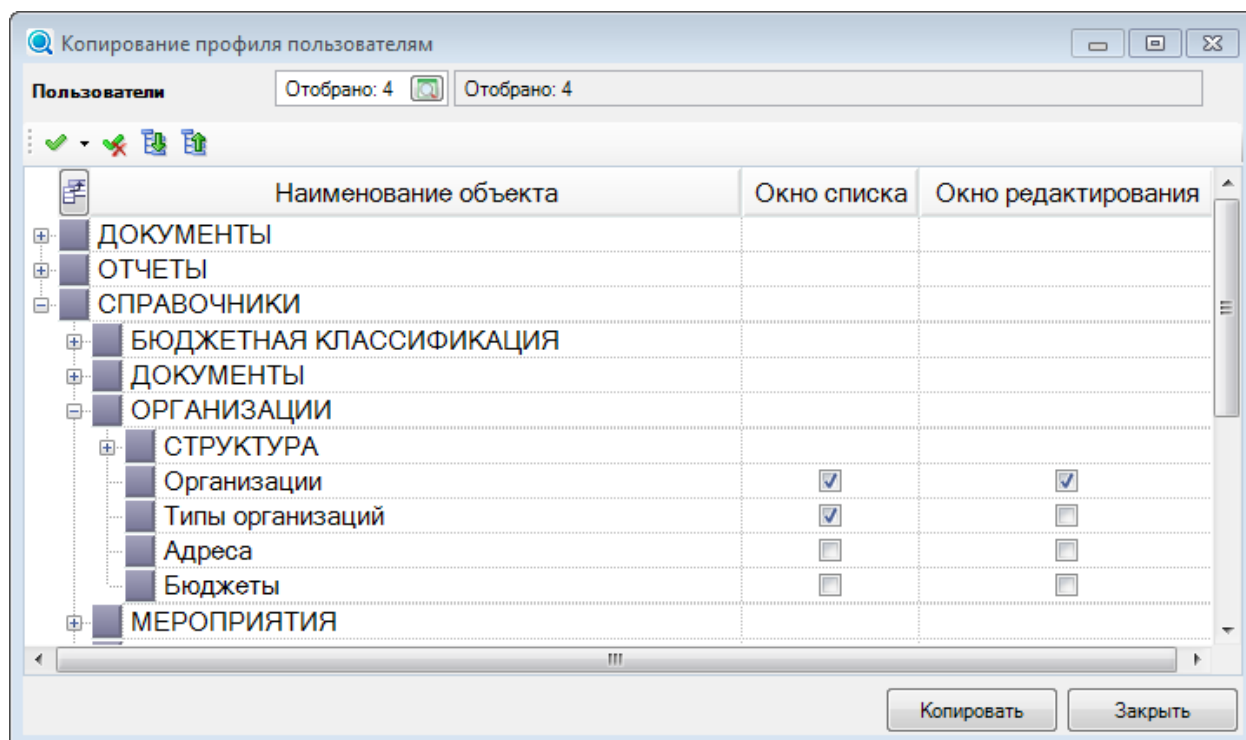 Копирование профиля пользователям
Пользователи Отобрано: 4 Отобрано: 4
Наименование объекта Окно списка Окно редактирования
ДОКУМЕНТЫ
ОТЧЕТЫ
СПРАВОЧНИКИ
БЮДЖЕТНАЯ КЛАССИФИКАЦИЯ
ДОКУМЕНТЫ
ОРГАНИЗАЦИИ
СТРУКТУРА
Организации
Типы организаций
Адреса
Бюджеты
МЕРОПРИЯТИЯ
Копировать Закрыть